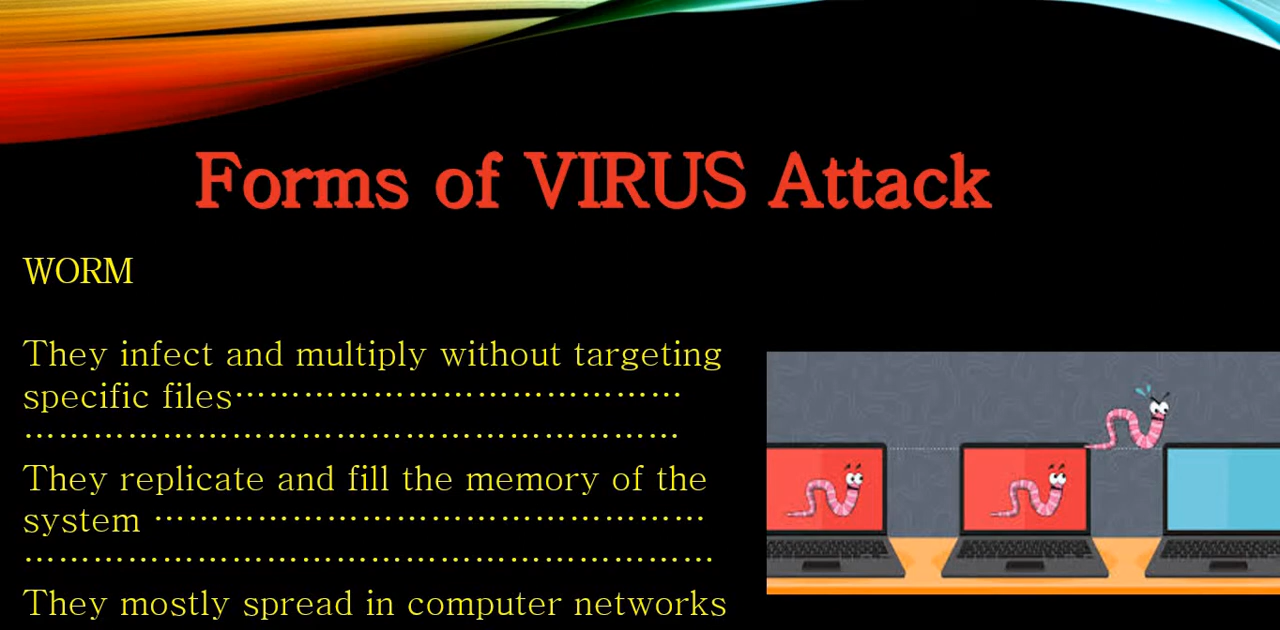 Forms of VIRUS Attack
WORM
They infect and multiply without targeting
specific files……………………………………
………………………………………………………
They replicate and fill the memory of the
system ……………………………………………
…………………………………………………………
They mostly spread in computer networks